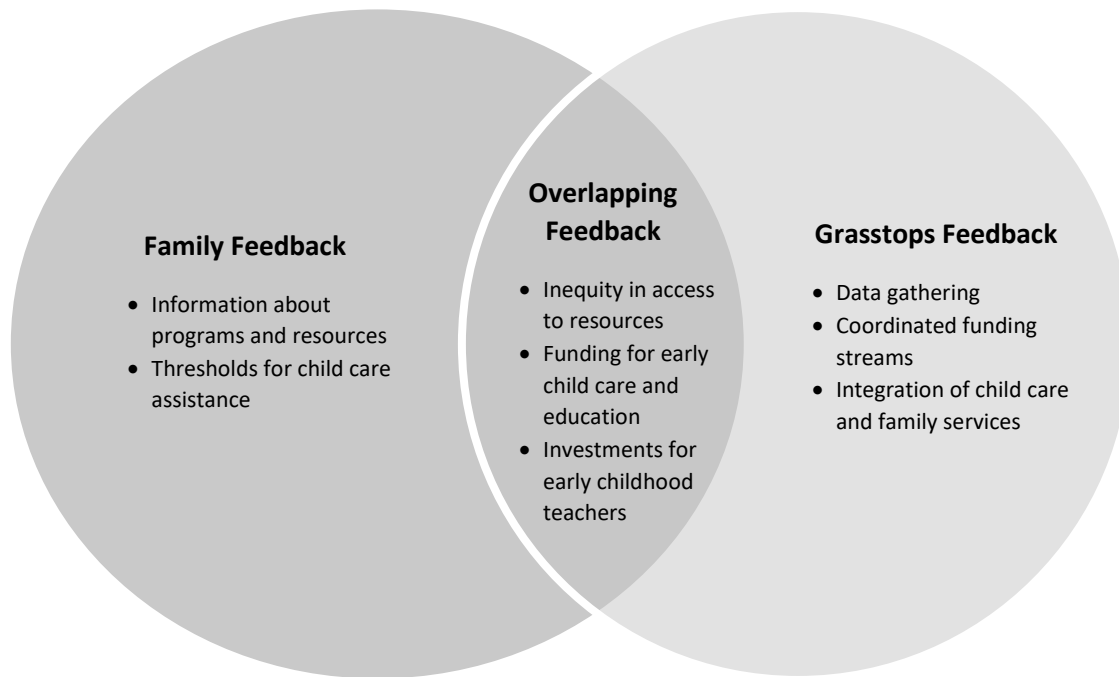 Family Feedback
• Information about
programs and resources
• Thresholds for child care
assistance
Overlapping
Feedback
• Inequity in access
to resources
• Funding for early
child care and
education
• Investments for
early childhood
teachers
Grasstops Feedback
• Data gathering
• Coordinated funding
streams
• Integration of child care
and family services